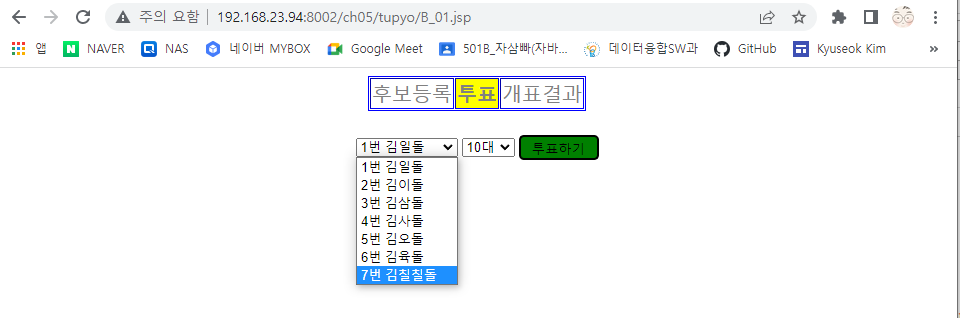 주의 요함 192.168.23.94:8002/ch05/tupyo/B_01.jsp
앱 NAVER NAS 네이버 MYBOX Google Meet 501B_자삼빠(자바... 데이터융합SW과 GitHub Kyuseok Kim »
후보등록 투표 개표결과
1번 김일돌 10대 투표하기
1번 김일돌
2번 김이돌
3번 김삼돌
4번 김사돌
5번 김오돌
6번 김육돌
7번 김칠칠돌